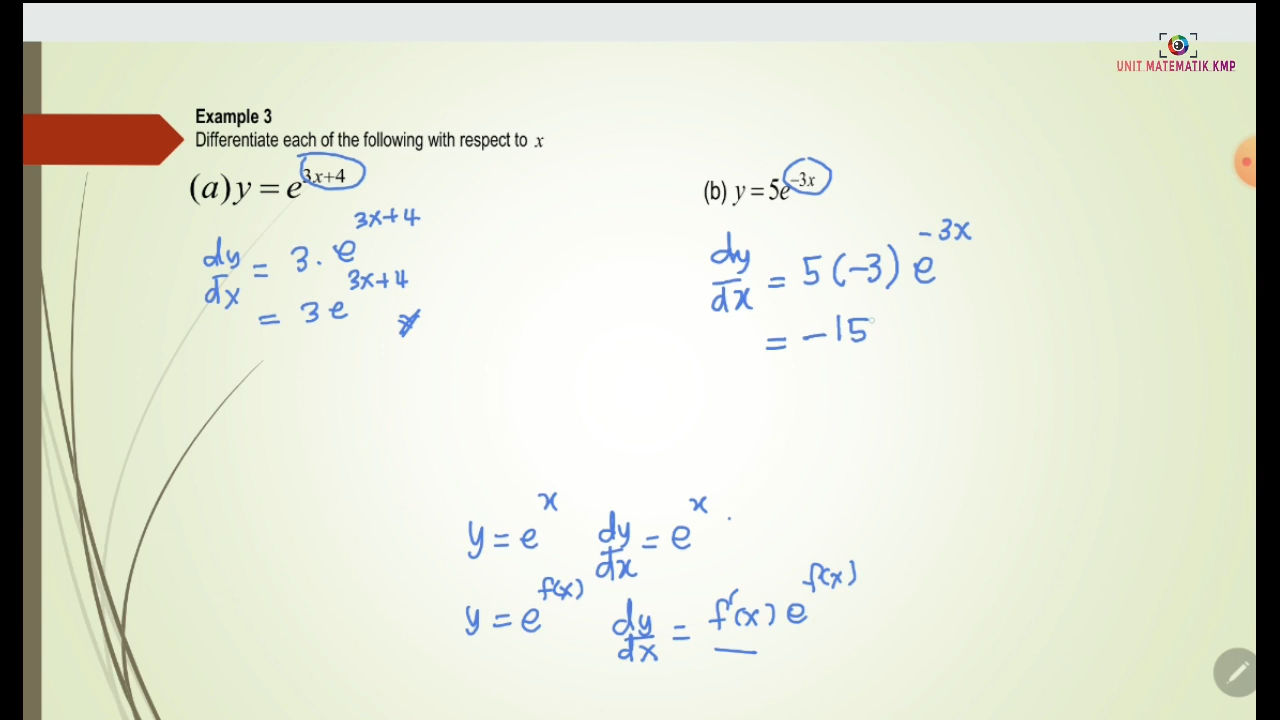 UNIT MATEMATIK KMP
Example 3
Differentiate each of the following with respect to x
(a) y = e^{3x+4}
dy/dx = 3 · e^{3x+4}
= 3e^{3x+4}
(b) y = 5e^{-3x}
dy/dx = 5(-3) e^{-3x}
= -15
y = e^x dy/dx = e^x
y = e^{f(x)} dy/dx = f'(x) e^{f(x)}